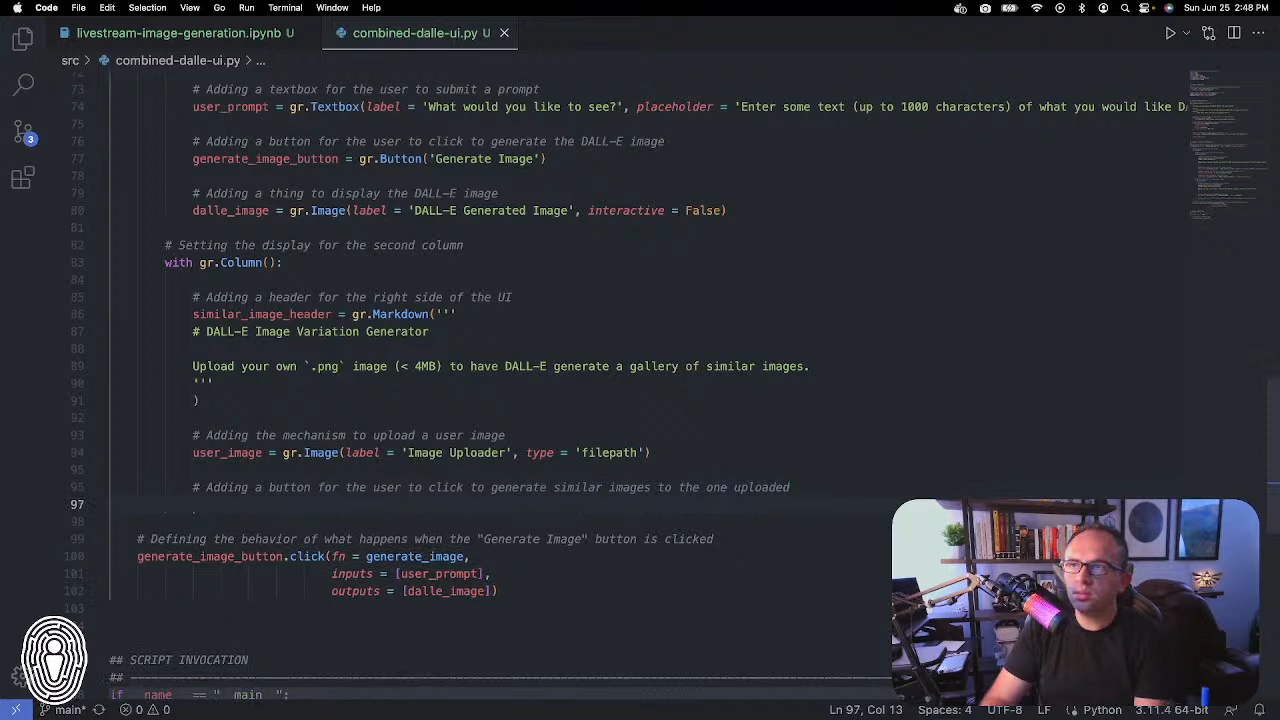 Code File Edit Selection View Go Run Terminal Window Help Sun Jun 25 2:48 PM
livestream-image-generation.ipynb M combined-dalle-ui.py U
src > combined-dalle-ui.py > ...
73 # Adding a textbox for the user to submit a prompt
74 user_prompt = gr.Textbox(label = 'What would you like to see?', placeholder = 'Enter some text (up to 1000 characters) of what you would like DA
75
76 # Adding a button for the user to click to generate the DALL-E image
77 generate_image_button = gr.Button('Generate Image')
78
79 # Adding a thing to display the DALL-E image
80 dalle_image = gr.Image(label = 'DALL-E Generated Image', interactive = False)
81
82 # Setting the display for the second column
83 with gr.Column():
84
85 # Adding a header for the right side of the UI
86 similar_image_header = gr.Markdown('''
87 # DALL-E Image Variation Generator
88
89 Upload your own `.png` image (< 4MB) to have DALL-E generate a gallery of similar images.
90 '''
91 )
92
93 # Adding the mechanism to upload a user image
94 user_image = gr.Image(label = 'Image Uploader', type = 'filepath')
95
96 # Adding a button for the user to click to generate similar images to the one uploaded
97
98
99 # Defining the behavior of what happens when the "Generate Image" button is clicked
100 generate_image_button.click(fn = generate_image,
101 inputs = [user_prompt],
102 outputs = [dalle_image])
103
## SCRIPT INVOCATION
if __name__ == "__main__":
3
main* 0 0 Ln 97, Col 13 Spaces: 4 UTF-8 LF Python 3.11.4 64-bit